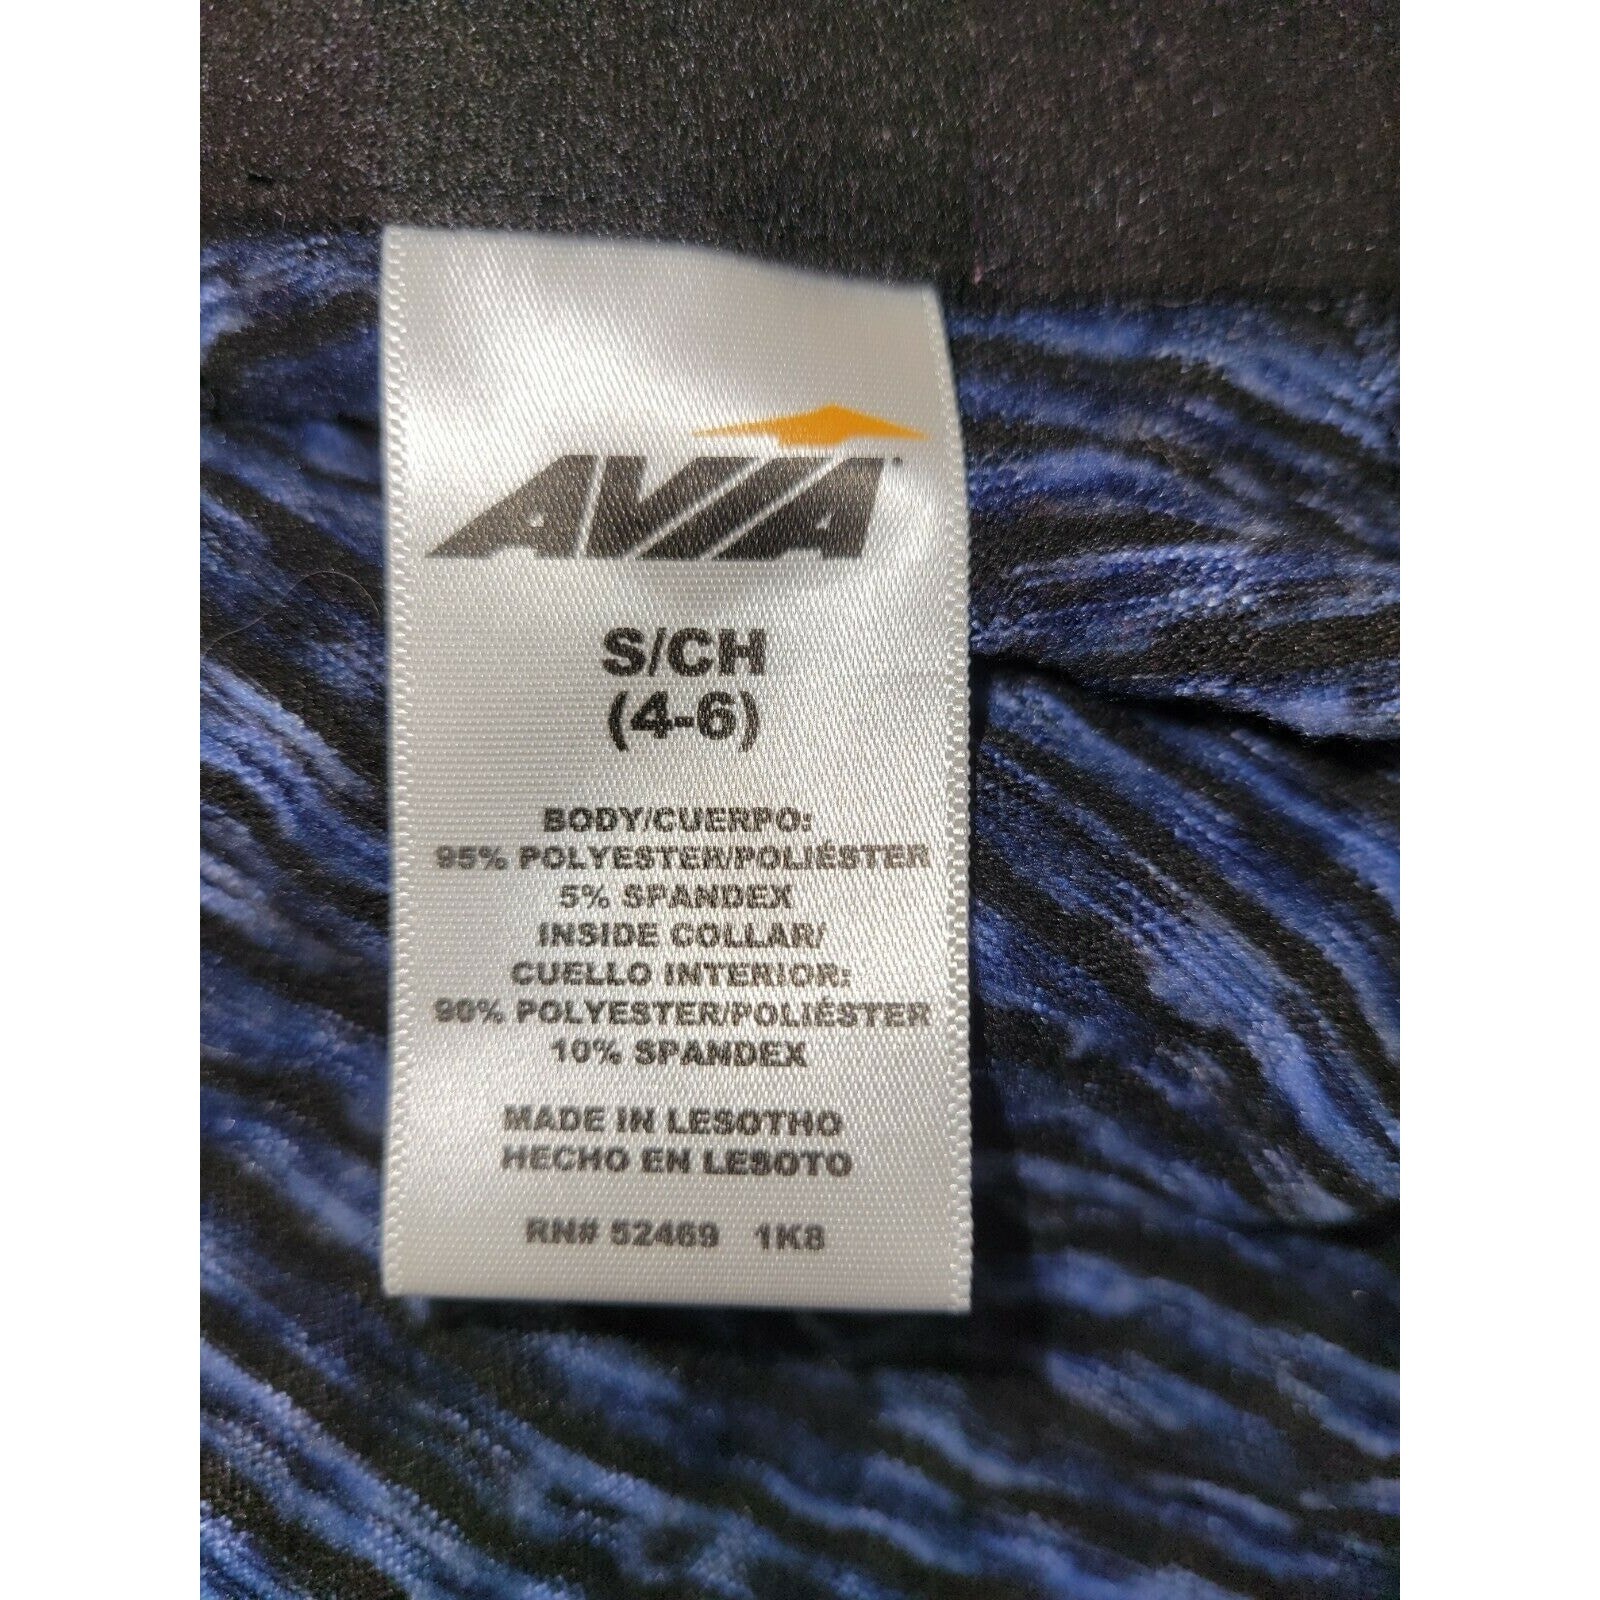 AVIA
S/CH
(4-6)
BODY/CUERPO:
95% POLYESTER/POLIÉSTER
5% SPANDEX
INSIDE COLLAR/
CUELLO INTERIOR:
90% POLYESTER/POLIÉSTER
10% SPANDEX
MADE IN LESOTHO
HECHO EN LESOTO
RN# 52469 1K8